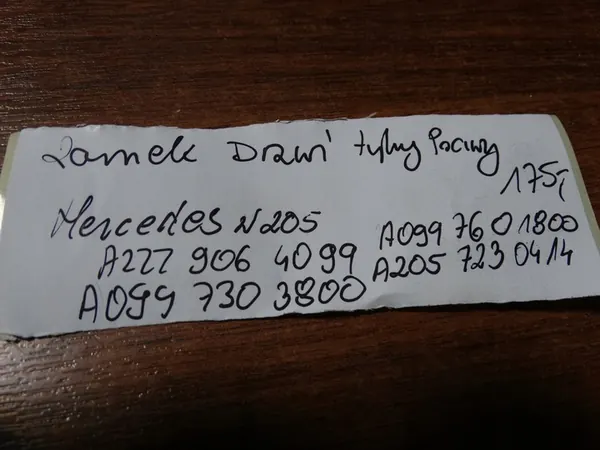 Zamek Drzwi tylny Prawy
175,-
Mercedes W205
A222 906 4099
A099 730 3800
A099 760 1800
A205 723 0414